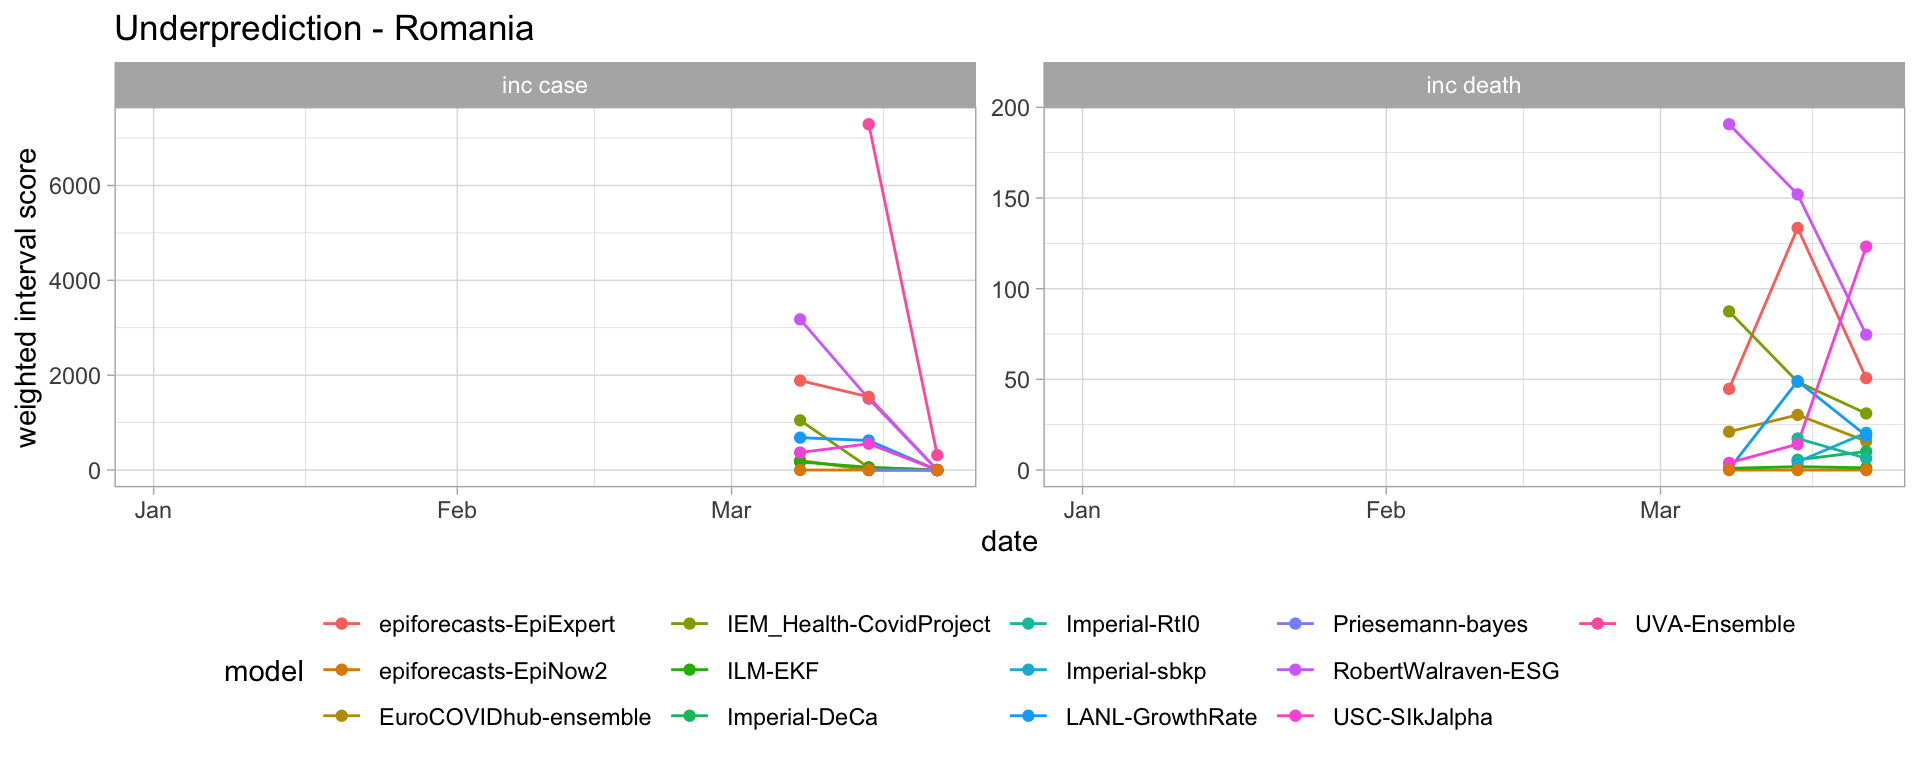 Underprediction - Romania
inc case
inc death
weighted interval score
6000
4000
2000
0
200
150
100
50
0
Jan
Feb
Mar
Jan
Feb
Mar
date
model
epiforecasts-EpiExpert
epiforecasts-EpiNow2
EuroCOVIDhub-ensemble
IEM_Health-CovidProject
ILM-EKF
Imperial-DeCa
Imperial-RtI0
Imperial-sbkp
LANL-GrowthRate
Priesemann-bayes
RobertWalraven-ESG
USC-SIkJalpha
UVA-Ensemble